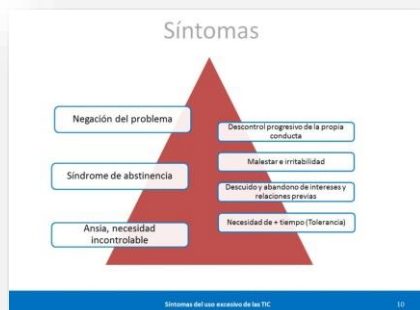 Síntomas
Negación del problema
Síndrome de abstinencia
Ansia, necesidad
incontrolable
Descontrol progresivo de la propia
conducta
Malestar e irritabilidad
Descuido y abandono de intereses y
relaciones previas
Necesidad de + tiempo (Tolerancia)
Síntomas del uso excesivo de las TIC
10